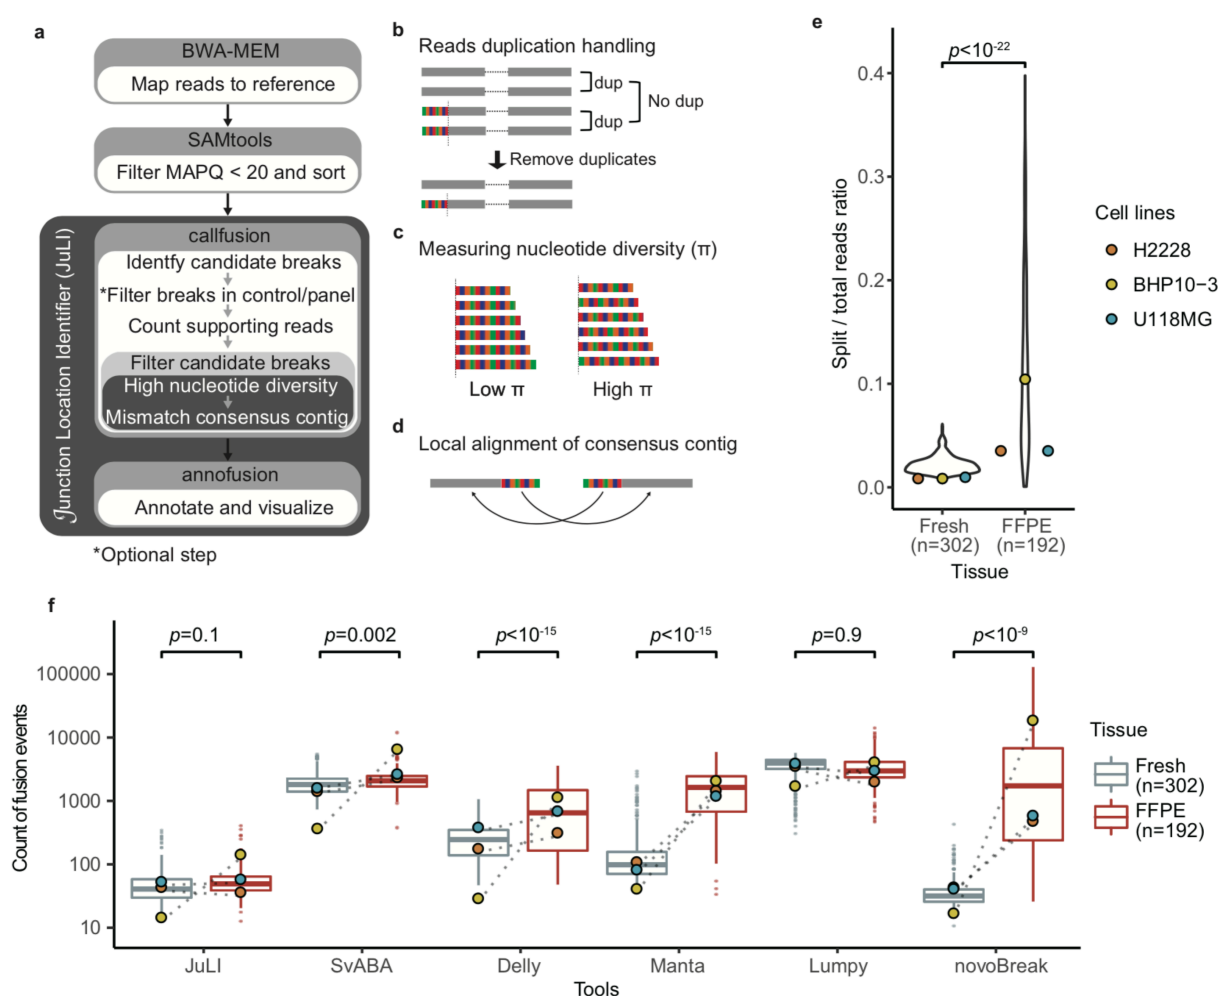 a
BWA-MEM
Map reads to reference
SAMtools
Filter MAPQ < 20 and sort
Junction Location Identifier (JuLI)
callfusion
Identfy candidate breaks
*Filter breaks in control/panel
Count supporting reads
Filter candidate breaks
High nucleotide diversity
Mismatch consensus contig
annofusion
Annotate and visualize
*Optional step
b
Reads duplication handling
dup
No dup
dup
Remove duplicates
c
Measuring nucleotide diversity (π)
Low π
High π
d
Local alignment of consensus contig
e
p<10-22
Split / total reads ratio
0.4
0.3
0.2
0.1
0.0
Fresh
(n=302)
FFPE
(n=192)
Tissue
Cell lines
H2228
BHP10−3
U118MG
f
p=0.1
p=0.002
p<10-15
p<10-15
p=0.9
p<10-9
Count of fusion events
100000
10000
1000
100
10
JuLI
SvABA
Delly
Manta
Lumpy
novoBreak
Tools
Tissue
Fresh
(n=302)
FFPE
(n=192)